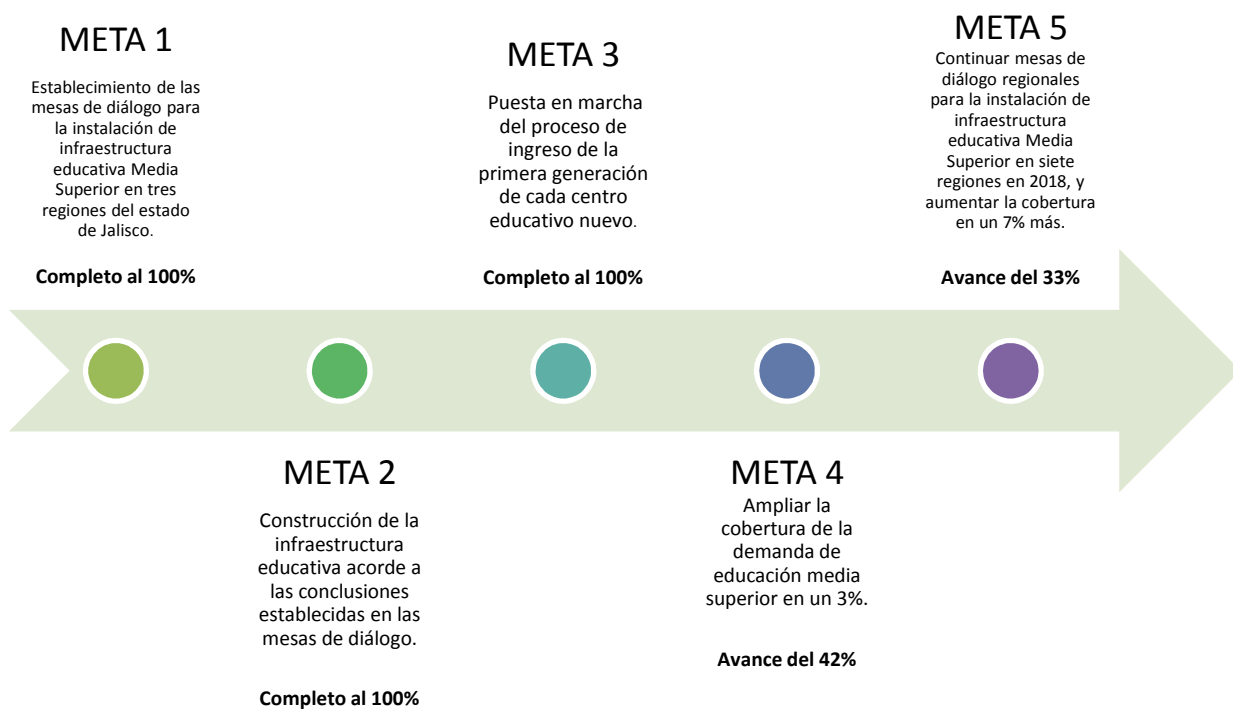 META 1
Establecimiento de las
mesas de diálogo para
la instalación de
infraestructura
educativa Media
Superior en tres
regiones del estado
de Jalisco.
Completo al 100%
META 2
Construcción de la
infraestructura
educativa acorde a
las conclusiones
establecidas en las
mesas de diálogo.
Completo al 100%
META 3
Puesta en marcha
del proceso de
ingreso de la
primera generación
de cada centro
educativo nuevo.
Completo al 100%
META 4
Ampliar la
cobertura de la
demanda de
educación media
superior en un 3%.
Avance del 42%
META 5
Continuar mesas de
diálogo regionales
para la instalación de
infraestructura
educativa Media
Superior en siete
regiones en 2018, y
aumentar la cobertura
en un 7% más.
Avance del 33%